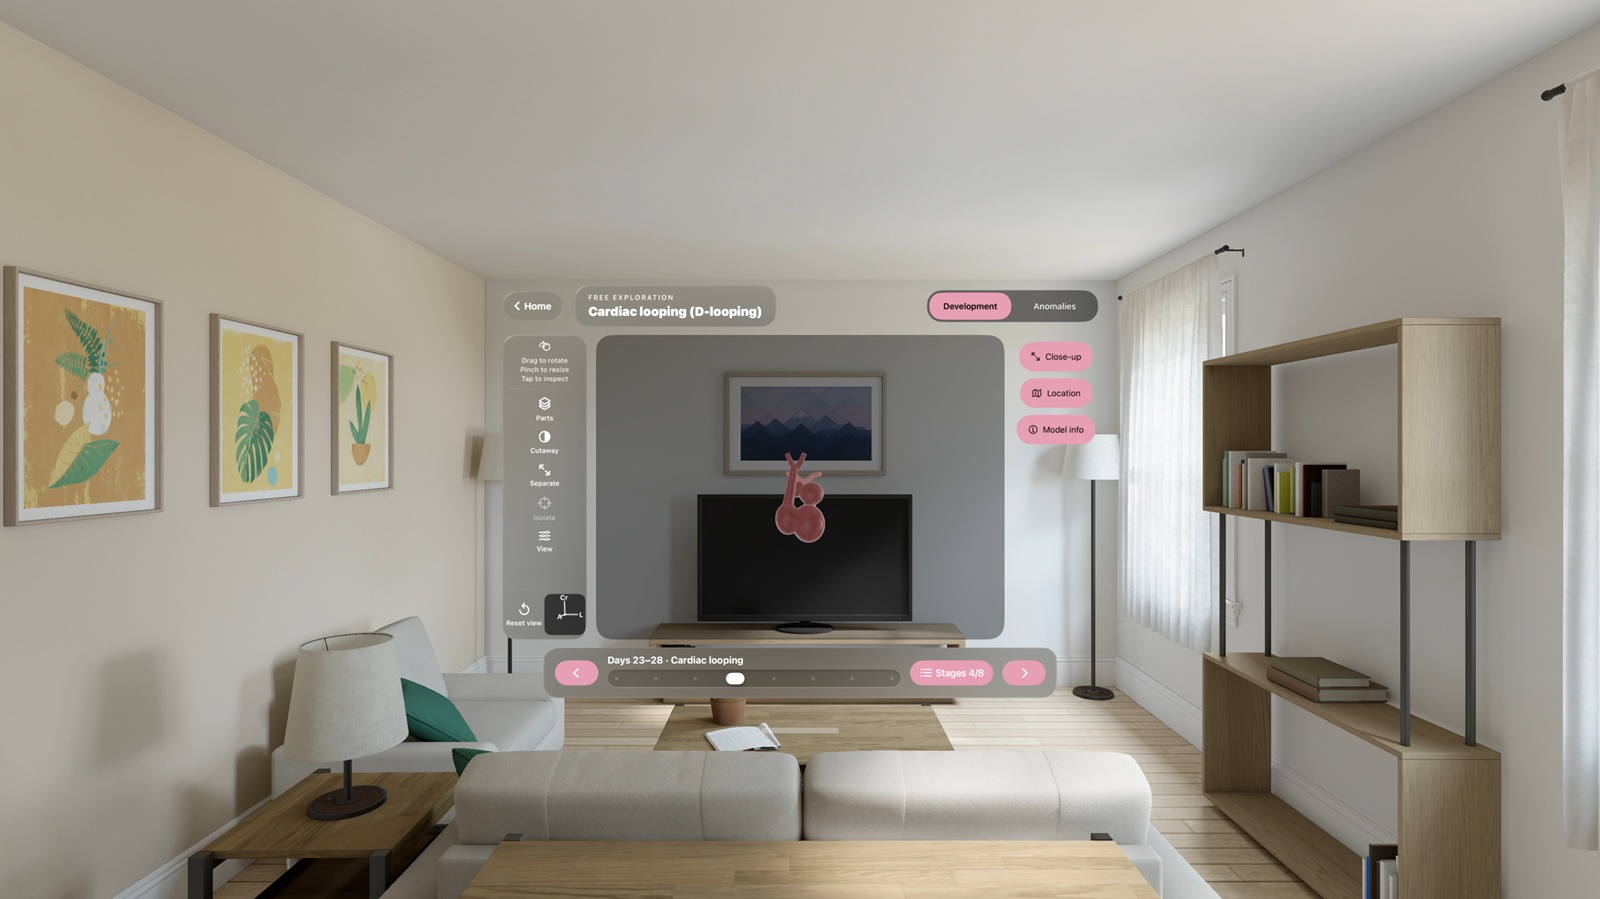 Home
FREE EXPLORATION
Cardiac looping (D-looping)
Development
Anomalies
Drag to rotate
Pinch to resize
Tap to inspect
Parts
Cutaway
Separate
Isolate
View
Reset view
Cr
A
L
Close-up
Location
Model info
Days 23–28 · Cardiac looping
Stages 4/8